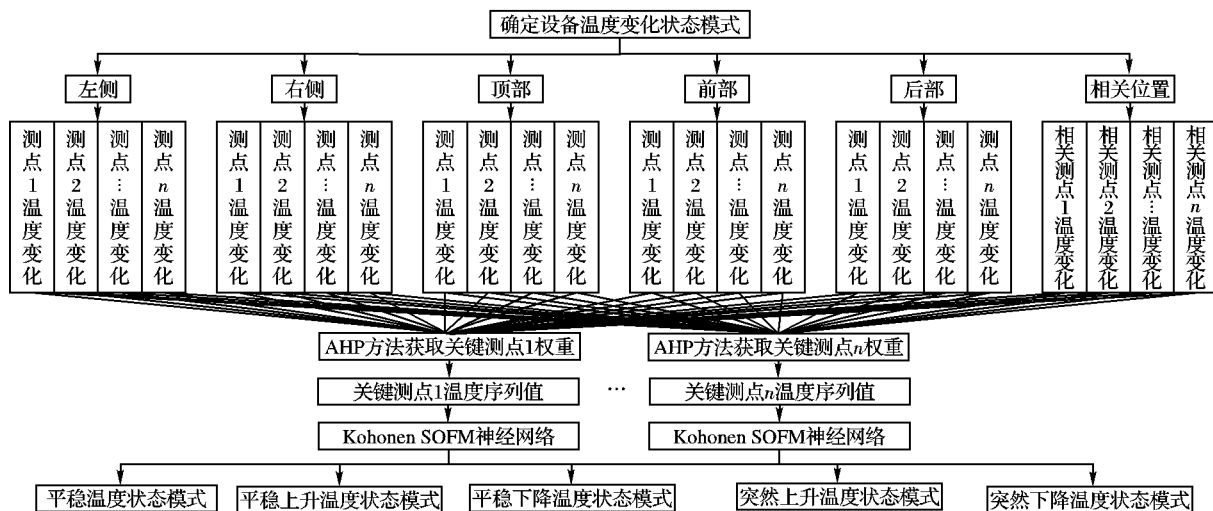 确定设备温度变化状态模式
左侧
右侧
顶部
前部
后部
相关位置
测点1温度变化
测点2温度变化
测点…温度变化
测点n温度变化
测点1温度变化
测点2温度变化
测点…温度变化
测点n温度变化
测点1温度变化
测点2温度变化
测点…温度变化
测点n温度变化
测点1温度变化
测点2温度变化
测点…温度变化
测点n温度变化
测点1温度变化
测点2温度变化
测点…温度变化
测点n温度变化
相关测点1温度变化
相关测点2温度变化
相关测点…温度变化
相关测点n温度变化
AHP方法获取关键测点1权重
AHP方法获取关键测点n权重
关键测点1温度序列值
…
关键测点n温度序列值
Kohonen SOFM神经网络
Kohonen SOFM神经网络
平稳温度状态模式
平稳上升温度状态模式
平稳下降温度状态模式
突然上升温度状态模式
突然下降温度状态模式